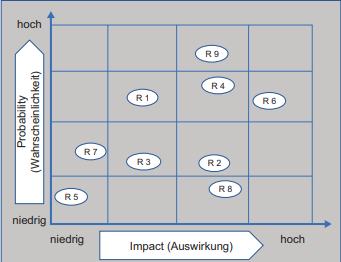 hoch
R 9
R 4
R 1
R 6
Probability
(Wahrscheinlichkeit)
R 7
R 3
R 2
R 8
R 5
niedrig
niedrig
Impact (Auswirkung)
hoch